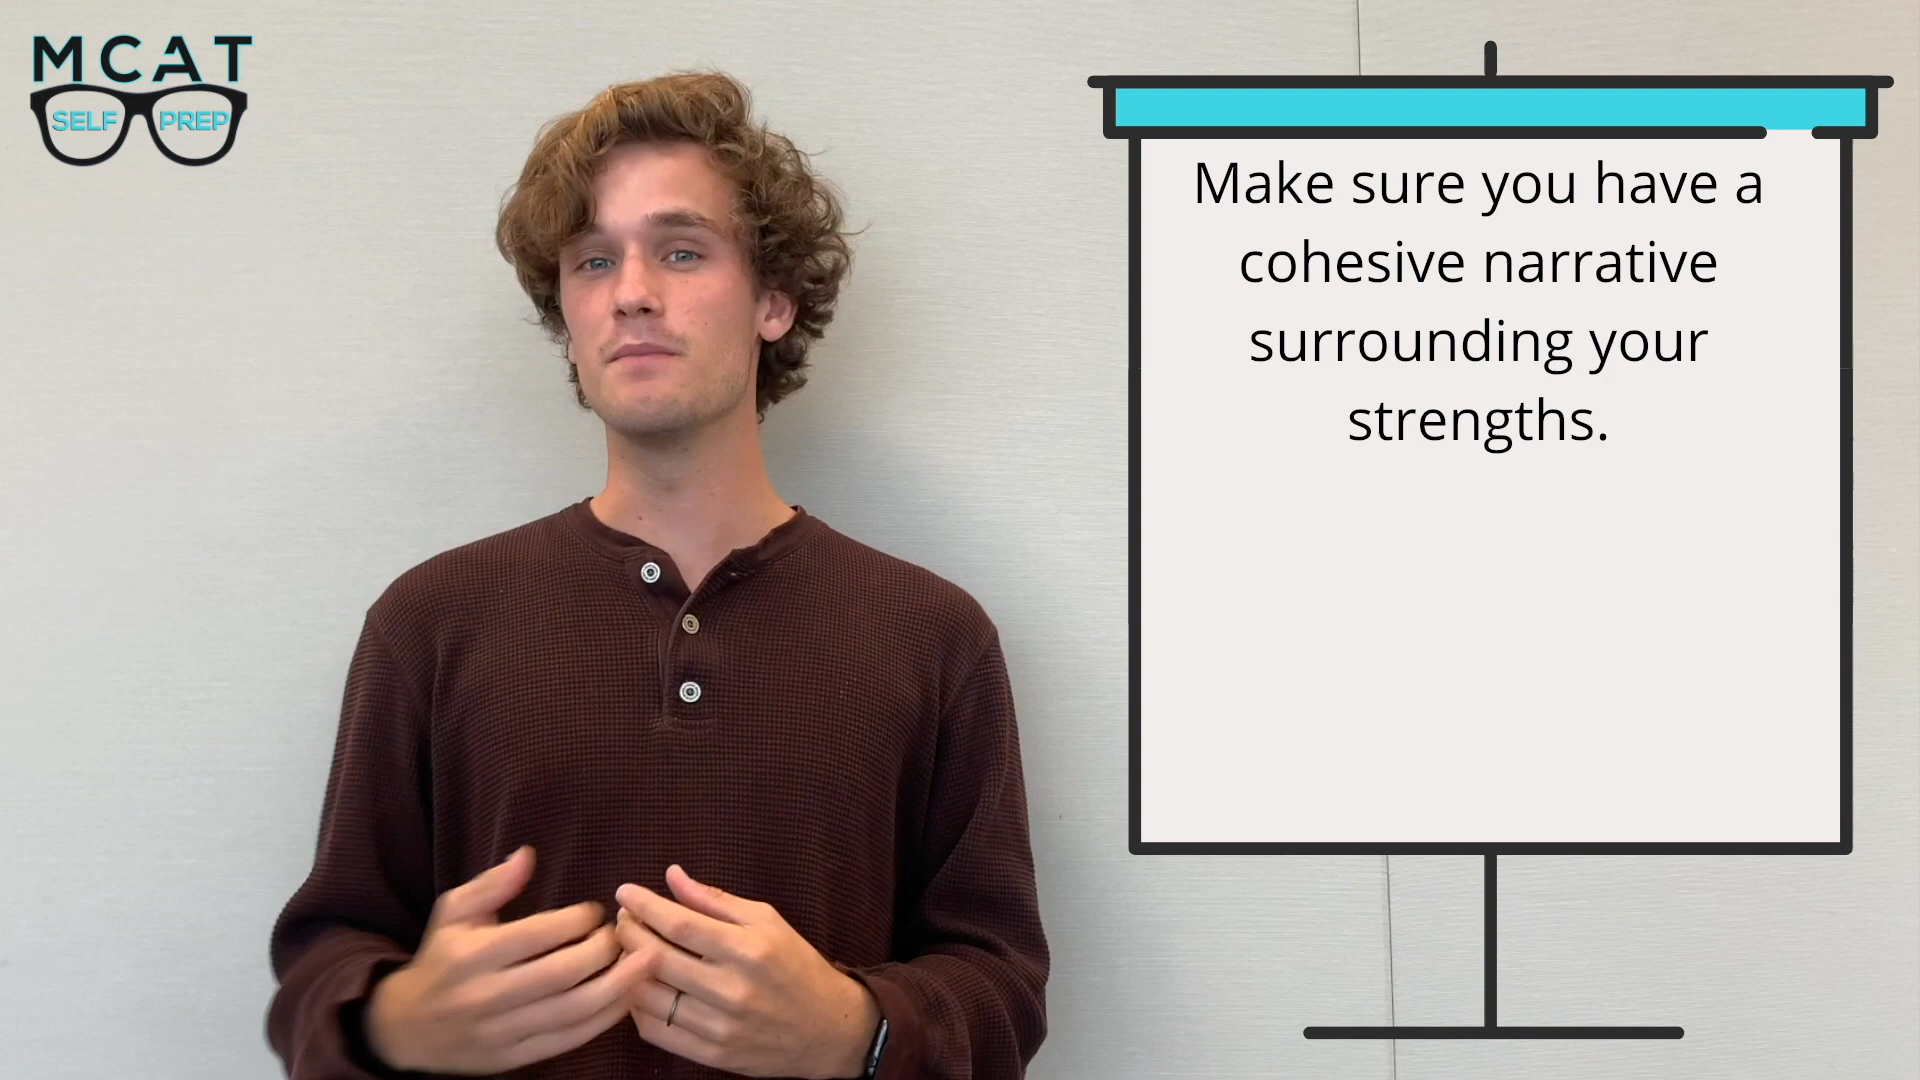 MCAT
SELF PREP
Make sure you have a
cohesive narrative
surrounding your
strengths.